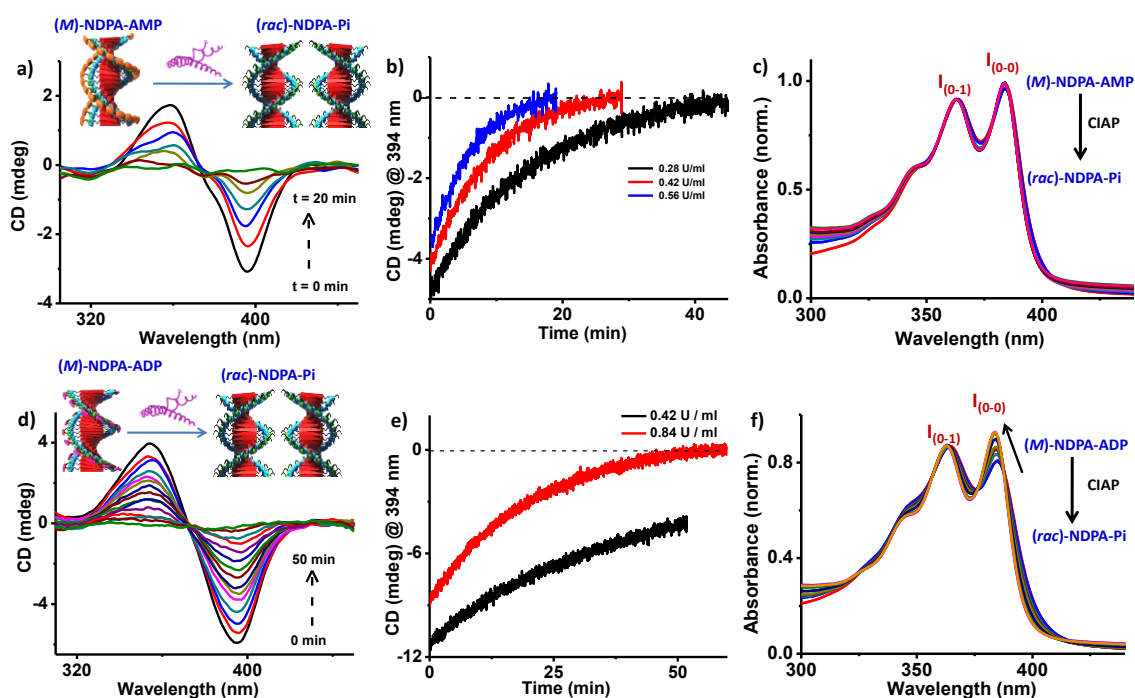 (M)-NDPA-AMP
(rac)-NDPA-Pi
a)
CD (mdeg)
2
0
-2
-4
t = 20 min
t = 0 min
320
400
Wavelength (nm)
b)
CD (mdeg) @ 394 nm
0
-2
-4
0.28 U/ml
0.42 U/ml
0.56 U/ml
0
19
38
Time (min)
c)
Absorbance (norm.)
1.0
0.5
0.0
I(0-1)
I(0-0)
(M)-NDPA-AMP
CIAP
(rac)-NDPA-Pi
300
350
400
Wavelength (nm)
(M)-NDPA-ADP
(rac)-NDPA-Pi
d)
CD (mdeg)
4
0
-4
50 min
0 min
320
400
Wavelength (nm)
e)
CD (mdeg) @ 394 nm
0
-6
-12
0.42 U / ml
0.84 U / ml
0
25
50
Time (min)
f)
Absorbance (norm.)
0.8
0.4
0.0
I(0-1)
I(0-0)
(M)-NDPA-ADP
CIAP
(rac)-NDPA-Pi
300
350
400
Wavelength (nm)